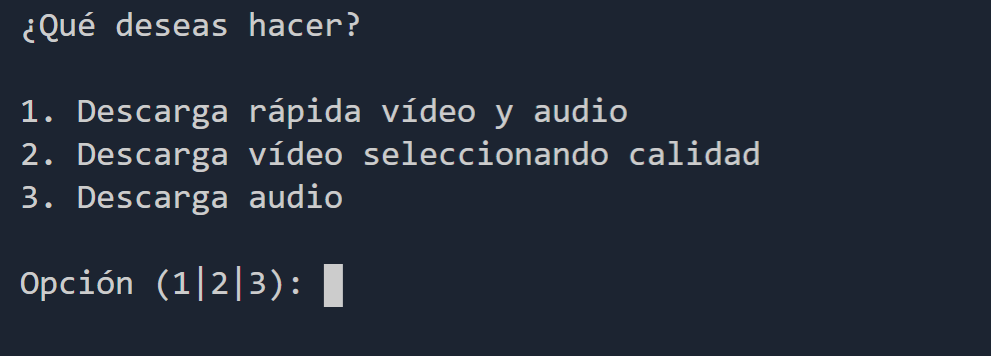 ¿Qué deseas hacer?
1. Descarga rápida vídeo y audio
2. Descarga vídeo seleccionando calidad
3. Descarga audio
Opción (1|2|3):